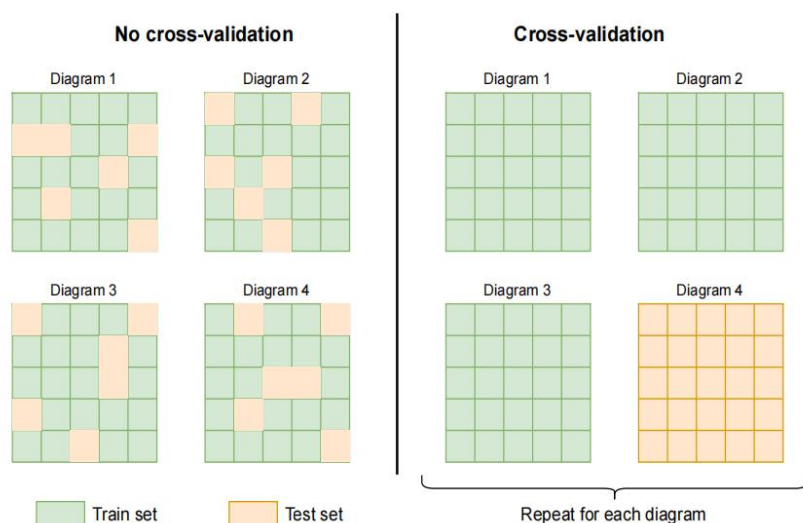 No cross-validation
Cross-validation
Diagram 1
Diagram 2
Diagram 1
Diagram 2
Diagram 3
Diagram 4
Diagram 3
Diagram 4
Train set
Test set
Repeat for each diagram